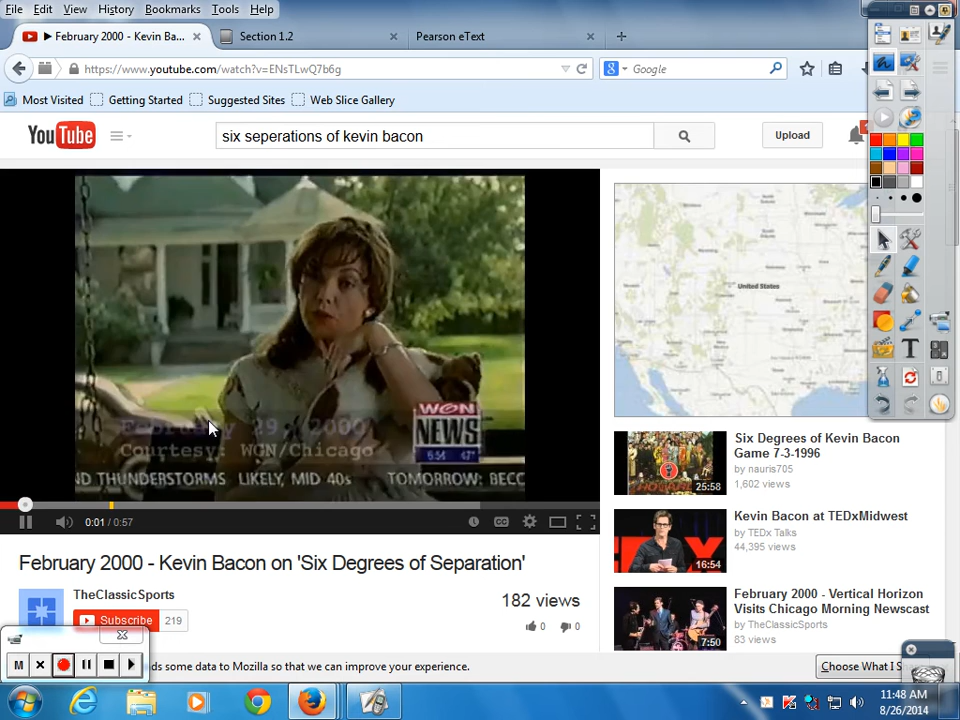 File Edit View History Bookmarks Tools Help
▶ February 2000 - Kevin Ba... × Section 1.2 × Pearson eText × +
https://www.youtube.com/watch?v=ENsTLwQ7b6g Google
Most Visited Getting Started Suggested Sites Web Slice Gallery
YouTube six seperations of kevin bacon Upload
February 29, (2000)
Courtesy: WGN/Chicago
WGN
NEWS
6:54 47°
ND THUNDERSTORMS LIKELY, MID 40s TOMORROW: BECC
0:01 / 0:57
February 2000 - Kevin Bacon on 'Six Degrees of Separation'
TheClassicSports
Subscribe 219
182 views
0 0
United States
Six Degrees of Kevin Bacon
Game 7-3-1996
by nauris705
1,602 views
25:58
Kevin Bacon at TEDxMidwest
by TEDx Talks
44,395 views
16:54
February 2000 - Vertical Horizon
Visits Chicago Morning Newscast
by TheClassicSports
83 views
7:50
M
ds some data to Mozilla so that we can improve your experience.
Choose What I S
T
11:48 AM
8/26/2014